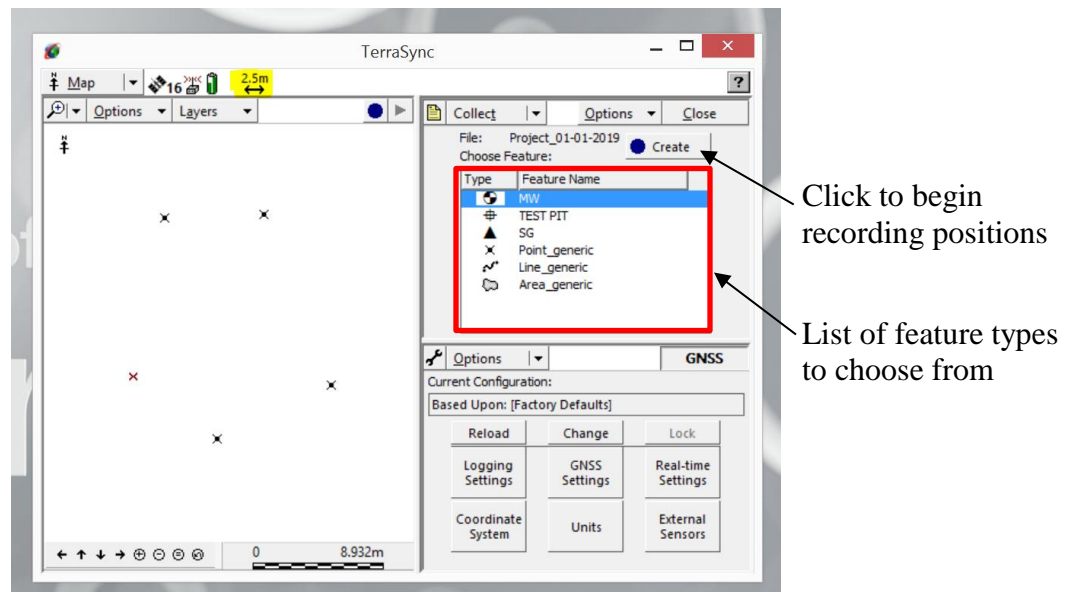 TerraSync
N
Map
16
2.5m
?
Options
Layers
N
Collect
Options
Close
File: Project_01-01-2019
Create
Choose Feature:
Type Feature Name
MW
TEST PIT
SG
Point_generic
Line_generic
Area_generic
Click to begin
recording positions
List of feature types
to choose from
Options
GNSS
Current Configuration:
Based Upon: [Factory Defaults]
Reload
Change
Lock
Logging
Settings
GNSS
Settings
Real-time
Settings
Coordinate
System
Units
External
Sensors
0 8.932m